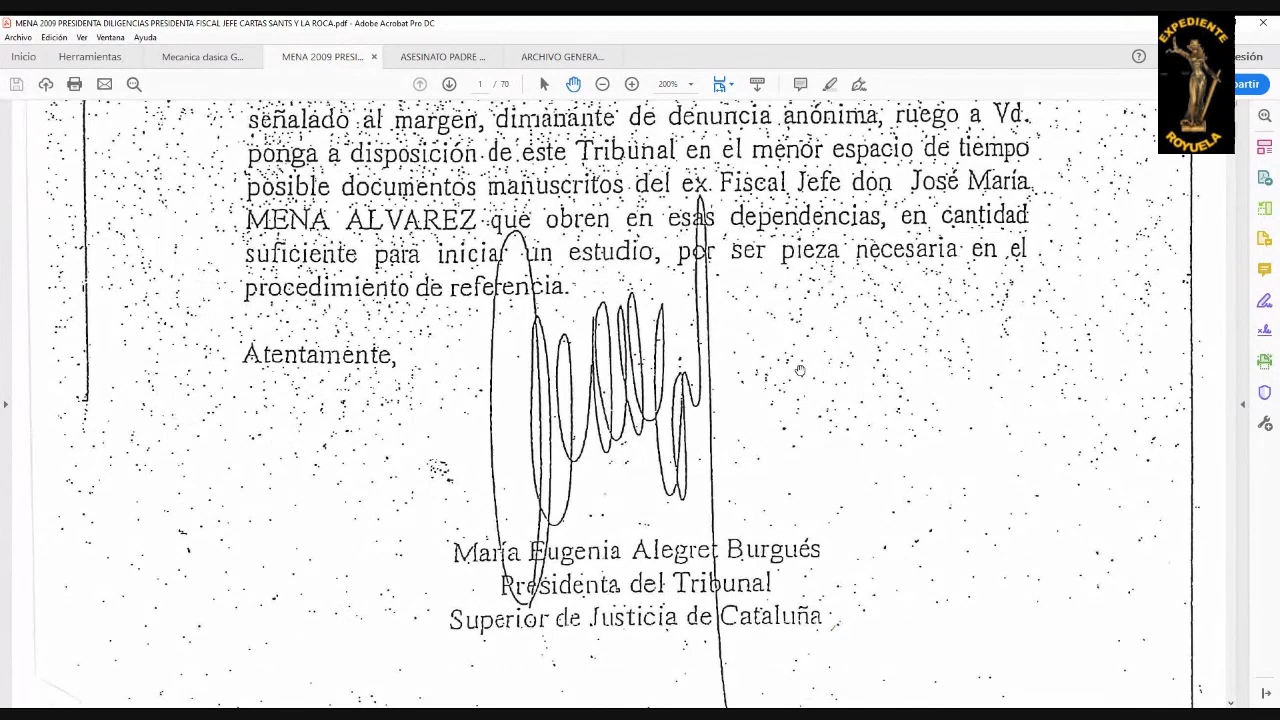 MENA 2009 PRESIDENTA DILIGENCIAS PRESIDENTA FISCAL JEFE CARTAS SANTS Y LA ROCA.pdf - Adobe Acrobat Pro DC
Archivo Edición Ver Ventana Ayuda
Inicio Herramientas Mecanica dasica G... MENA 2009 PRESI... × ASESINATO PADRE ... ARCHIVO GENERA... sión
1 / 70 200% artir
EXPEDIENTE
ROYUELA
señalado al margen, dimanante de denuncia anónima, ruego a Vd.
ponga a disposición de este Tribunal en el menor espacio de tiempo
posible documentos manuscritos del ex. Fiscal Jefe don José María
MENA ALVAREZ que obren en esas dependencias, en cantidad
suficiente para iniciar un estudio, por ser pieza necesaria en el
procedimiento de referencia.
Atentamente,
María Eugenia Alegret Burgués
Presidenta del Tribunal
Superior de Justicia de Cataluña